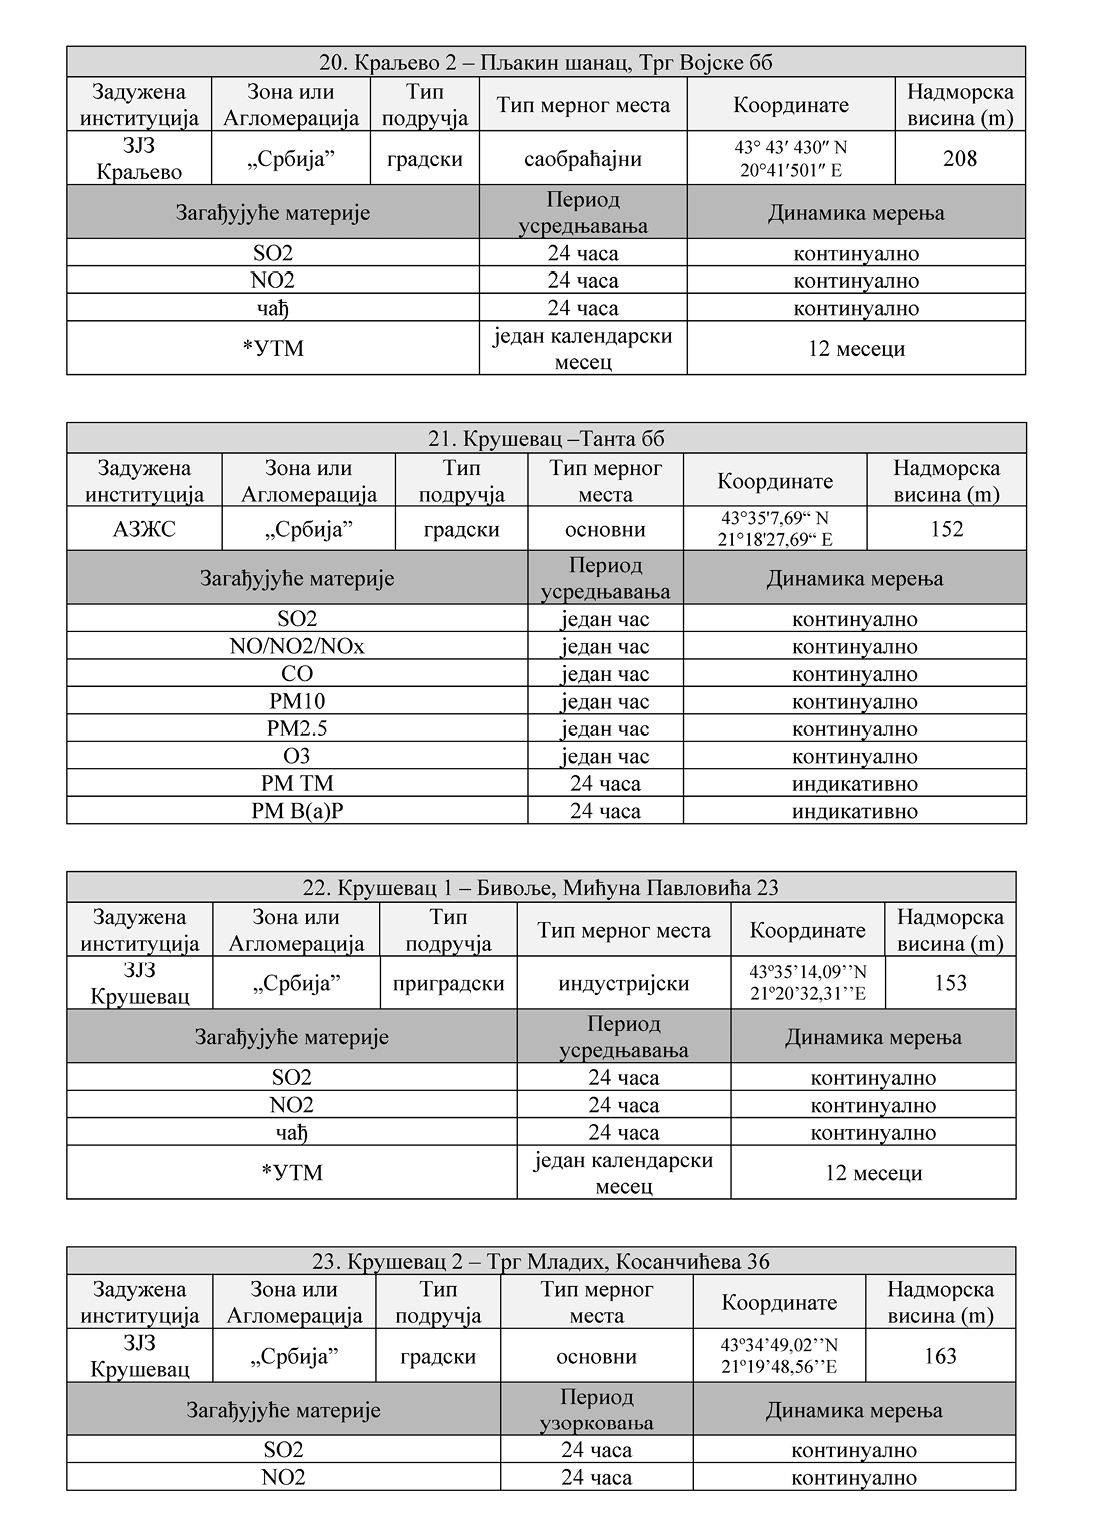 20. Краљево 2 – Пљакин шанац, Трг Војске бб
Задужена институција Зона или Агломерација Тип подручја Тип мерног места Координате Надморска висина (m)
ЗЈЗ Краљево „Србија” градски саобраћајни 43° 43′ 430″ N 20°41′501″ E 208
Загађујуће материје Период усредњавања Динамика мерења
SO2 24 часа континуално
NO2 24 часа континуално
чађ 24 часа континуално
*УТМ један календарски месец 12 месеци
21. Крушевац –Танта бб
Задужена институција Зона или Агломерација Тип подручја Тип мерног места Координате Надморска висина (m)
АЗЖС „Србија” градски основни 43°35'7,69“ N 21°18'27,69“ E 152
Загађујуће материје Период усредњавања Динамика мерења
SO2 један час континуално
NO/NO2/NOx један час континуално
CO један час континуално
PM10 један час континуално
PM2.5 један час континуално
O3 један час континуално
PM TM 24 часа индикативно
PM B(a)P 24 часа индикативно
22. Крушевац 1 – Бивоље, Мићуна Павловића 23
Задужена институција Зона или Агломерација Тип подручја Тип мерног места Координате Надморска висина (m)
ЗЈЗ Крушевац „Србија” приградски индустријски 43º35’14,09’’N 21º20’32,31’’E 153
Загађујуће материје Период усредњавања Динамика мерења
SO2 24 часа континуално
NO2 24 часа континуално
чађ 24 часа континуално
*УТМ један календарски месец 12 месеци
23. Крушевац 2 – Трг Младих, Косанчићева 36
Задужена институција Зона или Агломерација Тип подручја Тип мерног места Координате Надморска висина (m)
ЗЈЗ Крушевац „Србија” градски основни 43º34’49,02’’N 21º19’48,56’’E 163
Загађујуће материје Период узорковања Динамика мерења
SO2 24 часа континуално
NO2 24 часа континуално